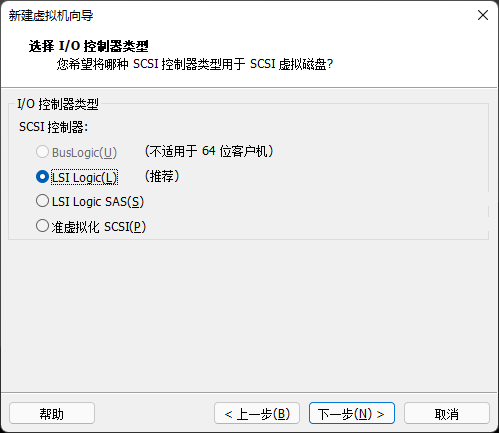 新建虚拟机向导
选择 I/O 控制器类型
您希望将哪种 SCSI 控制器类型用于 SCSI 虚拟磁盘?
I/O 控制器类型
SCSI 控制器:
BusLogic(U) (不适用于 64 位客户机)
LSI Logic(L) (推荐)
LSI Logic SAS(S)
准虚拟化 SCSI(P)
帮助 < 上一步(B) 下一步(N) > 取消